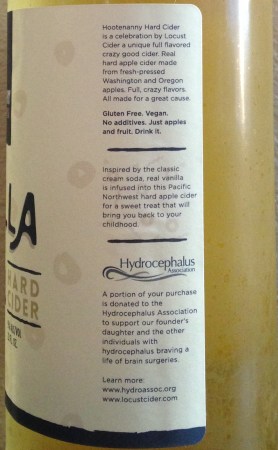 Hootenanny Hard Cider
is a celebration by Locust
Cider a unique full flavored
crazy good cider. Real
hard apple cider made
from fresh-pressed
Washington and Oregon
apples. Full, crazy flavors.
All made for a great cause.
Gluten Free. Vegan.
No additives. Just apples
and fruit. Drink it.
Inspired by the classic
cream soda, real vanilla
is infused into this Pacific
Northwest hard apple cider
for a sweet treat that will
bring you back to your
childhood.
Hydrocephalus
Association
A portion of your purchase
is donated to the
Hydrocephalus Association
to support our founder's
daughter and the other
individuals with
hydrocephalus braving a
life of brain surgeries.
Learn more:
www.hydroassoc.org
www.locustcider.com
LA
HARD
CIDER